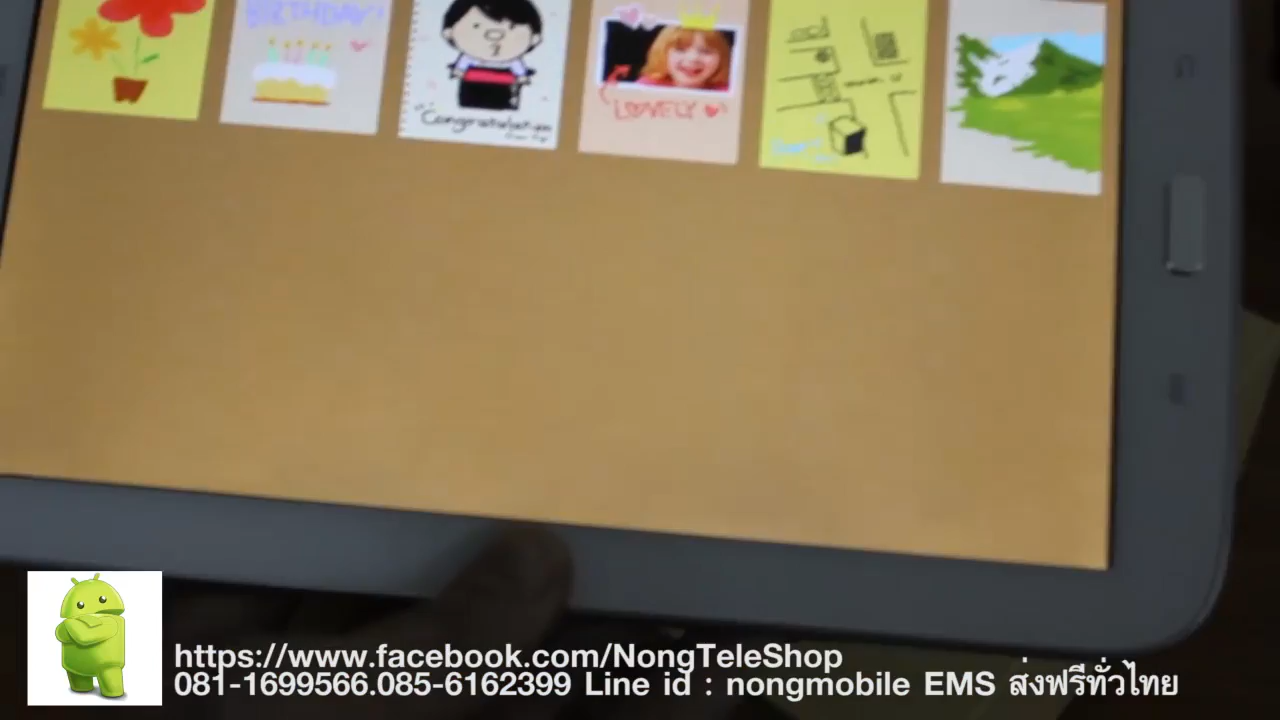 BIRTHDAY!
Congratulation
LOVELY
https://www.facebook.com/NongTeleShop
081-1699566.085-6162399 Line id : nongmobile EMS ส่งฟรีทั่วไทย